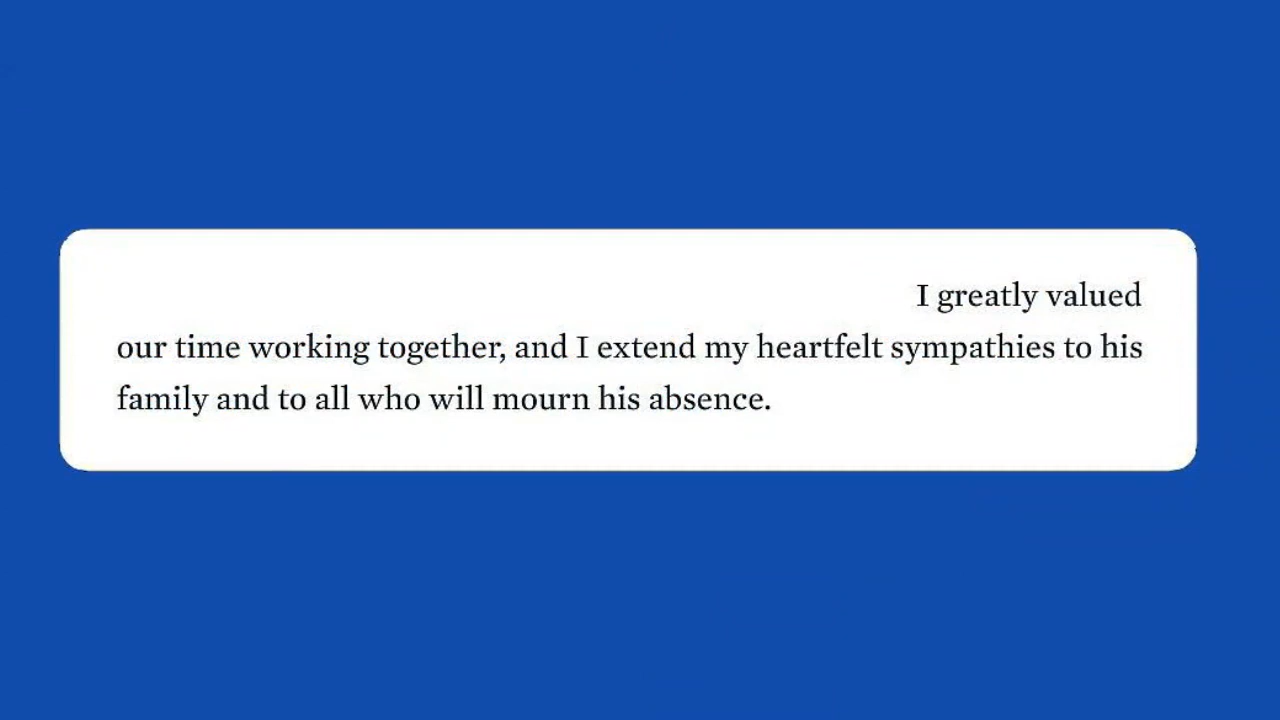 I greatly valued
our time working together, and I extend my heartfelt sympathies to his
family and to all who will mourn his absence.